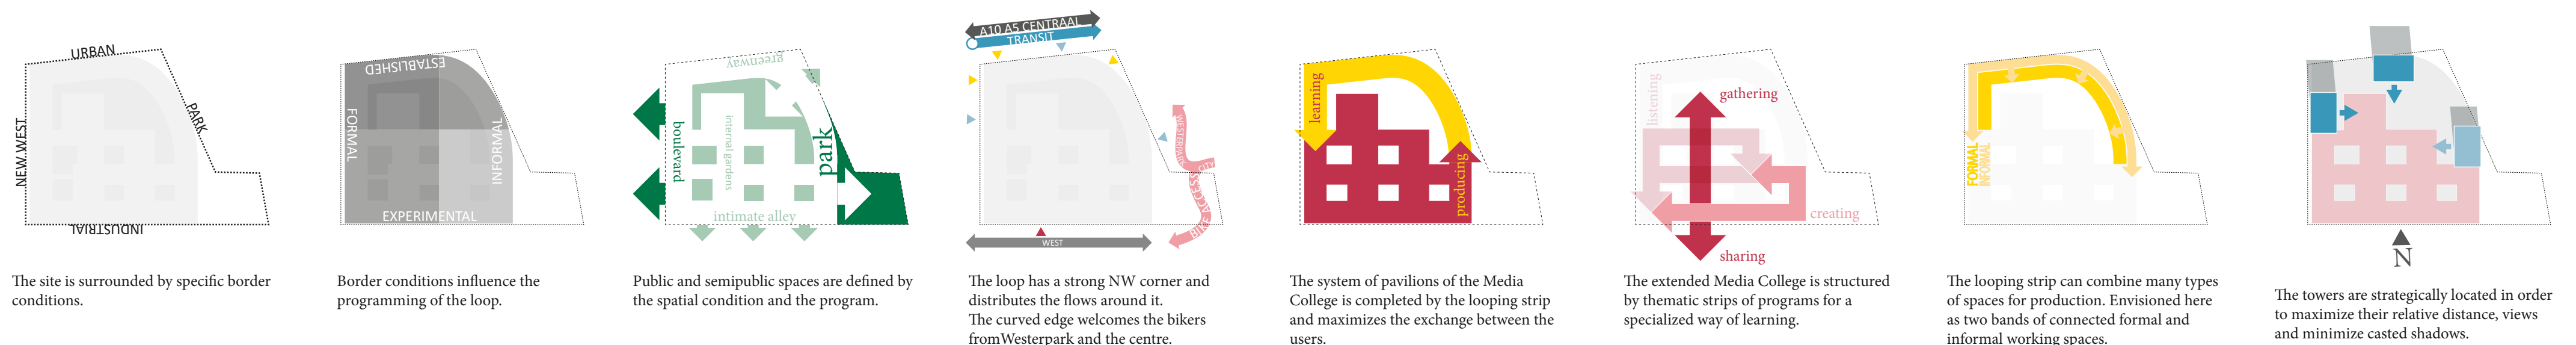 URBAN
NEW WEST
PARK
INDUSTRIAL
The site is surrounded by specific border
conditions.
ESTABLISHED
FORMAL
INFORMAL
EXPERIMENTAL
Border conditions influence the
programming of the loop.
greenway
boulevard
internal gardens
park
intimate alley
Public and semipublic spaces are defined by
the spatial condition and the program.
A10 A5 CENTRAAL
TRANSIT
WESTERPARK
CITY
BIKE ACCESS
WEST
The loop has a strong NW corner and
distributes the flows around it.
The curved edge welcomes the bikers
fromWesterpark and the centre.
learning
producing
The system of pavilions of the Media
College is completed by the looping strip
and maximizes the exchange between the
users.
listening
gathering
creating
sharing
The extended Media College is structured
by thematic strips of programs for a
specialized way of learning.
FORMAL
INFORMAL
The looping strip can combine many types
of spaces for production. Envisioned here
as two bands of connected formal and
informal working spaces.
N
The towers are strategically located in order
to maximize their relative distance, views
and minimize casted shadows.